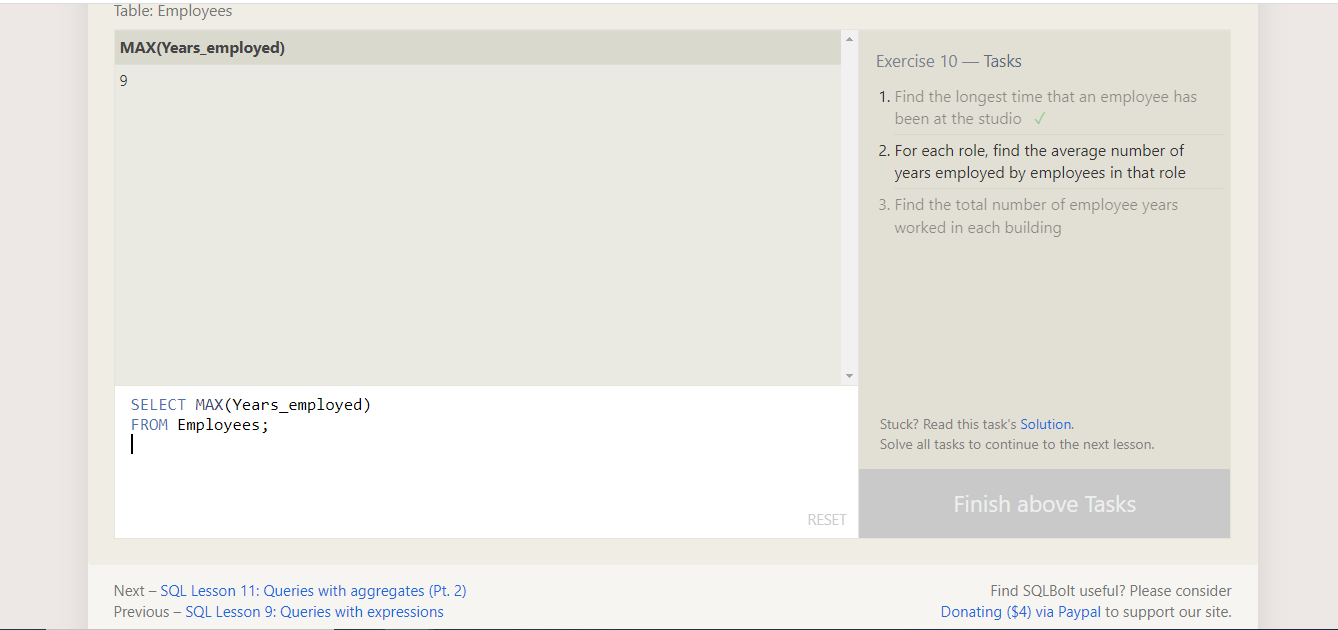 Table: Employees
MAX(Years_employed)
9
SELECT MAX(Years_employed)
FROM Employees;
RESET
Exercise 10 — Tasks
1. Find the longest time that an employee has
been at the studio ✓
2. For each role, find the average number of
years employed by employees in that role
3. Find the total number of employee years
worked in each building
Stuck? Read this task's Solution.
Solve all tasks to continue to the next lesson.
Finish above Tasks
Next – SQL Lesson 11: Queries with aggregates (Pt. 2)
Previous – SQL Lesson 9: Queries with expressions
Find SQLBolt useful? Please consider
Donating ($4) via Paypal to support our site.